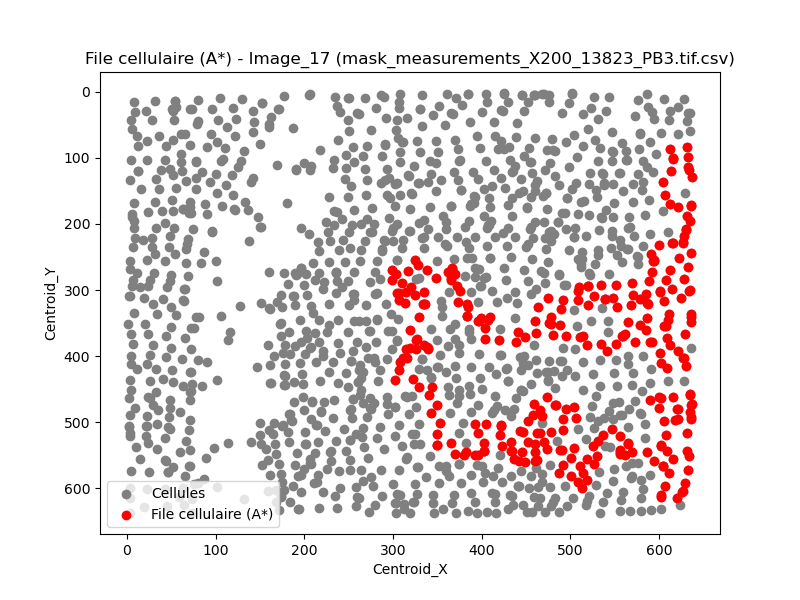 File cellulaire (A*) - Image_17 (mask_measurements_X200_13823_PB3.tif.csv)
0
100
200
300
400
500
600
Centroid_Y
Cellules
File cellulaire (A*)
0 100 200 300 400 500 600
Centroid_X